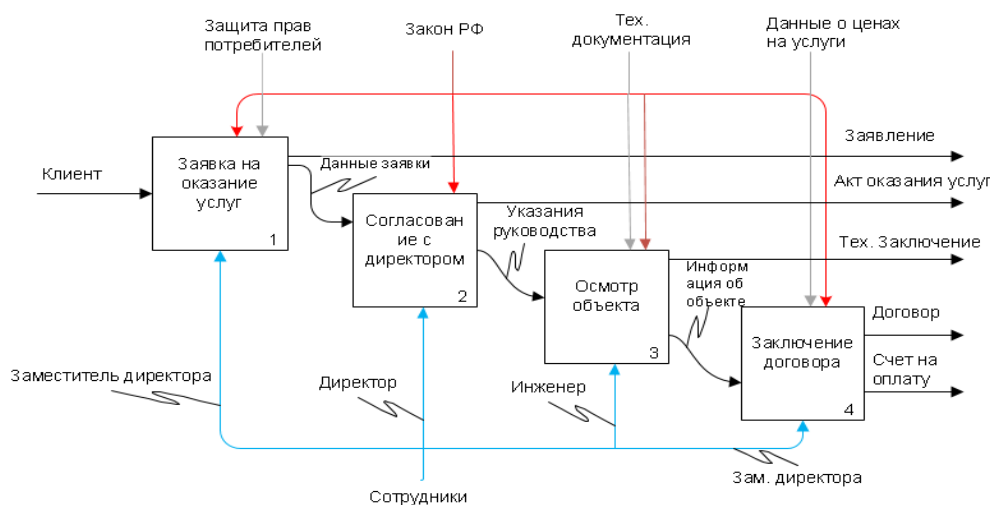 Защита прав
потребителей
Закон РФ
Тех.
документация
Данные о ценах
на услуги
Заявление
Клиент
Заявка на
оказание
услуг
1
Данные заявки
Акт оказания услуг
Согласован
ие с
директором
2
Указания
руководства
Тех. Заключение
Осмотр
объекта
3
Информ
ация об
объекте
Договор
Заключение
договора
4
Счет на
оплату
Заместитель директора
Директор
Инженер
Зам. директора
Сотрудники